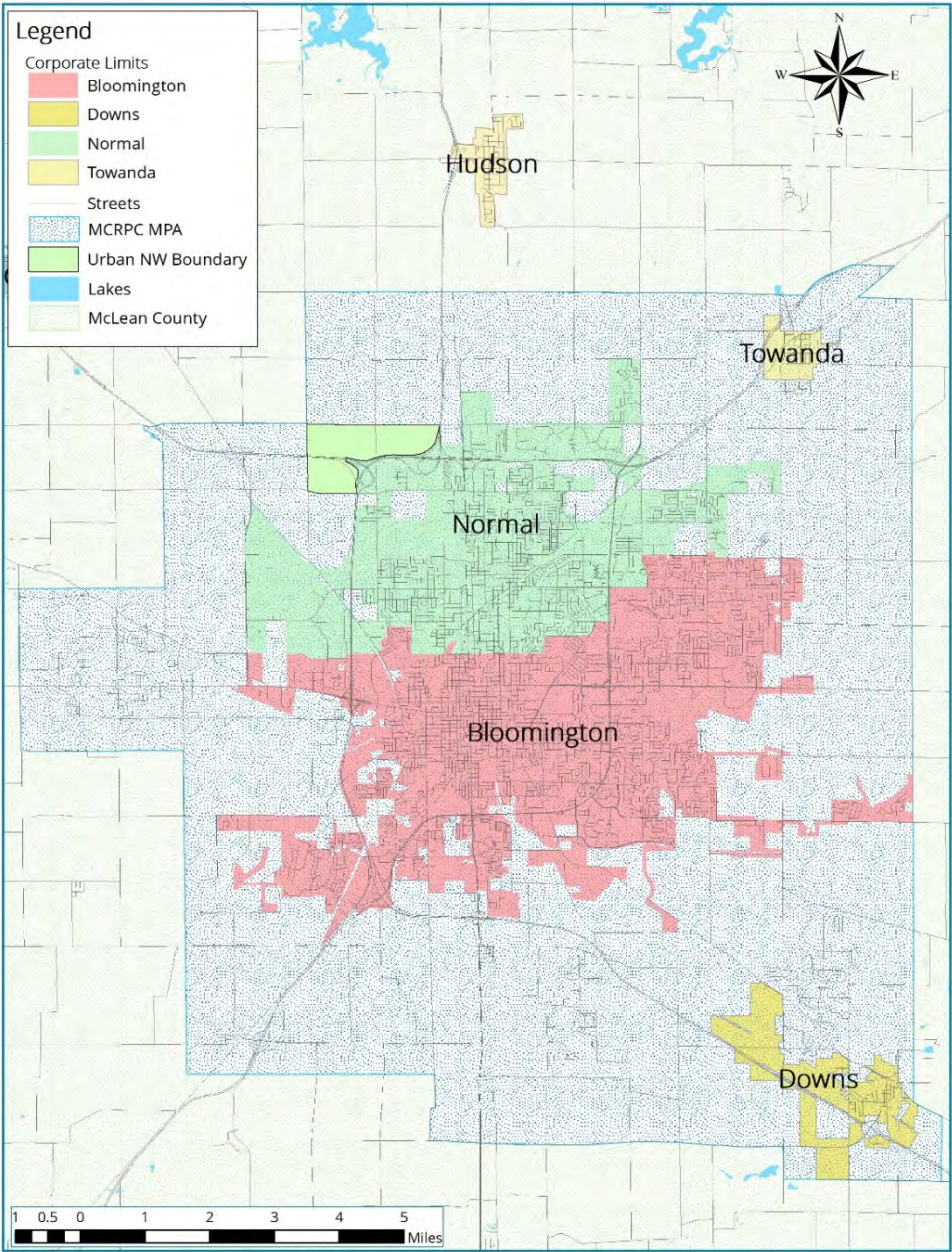 Legend
Corporate Limits
Bloomington
Downs
Normal
Towanda
Streets
MCRPC MPA
Urban NW Boundary
Lakes
McLean County
N
W
E
S
Hudson
Towanda
Normal
Bloomington
Downs
1 0.5 0 1 2 3 4 5
Miles